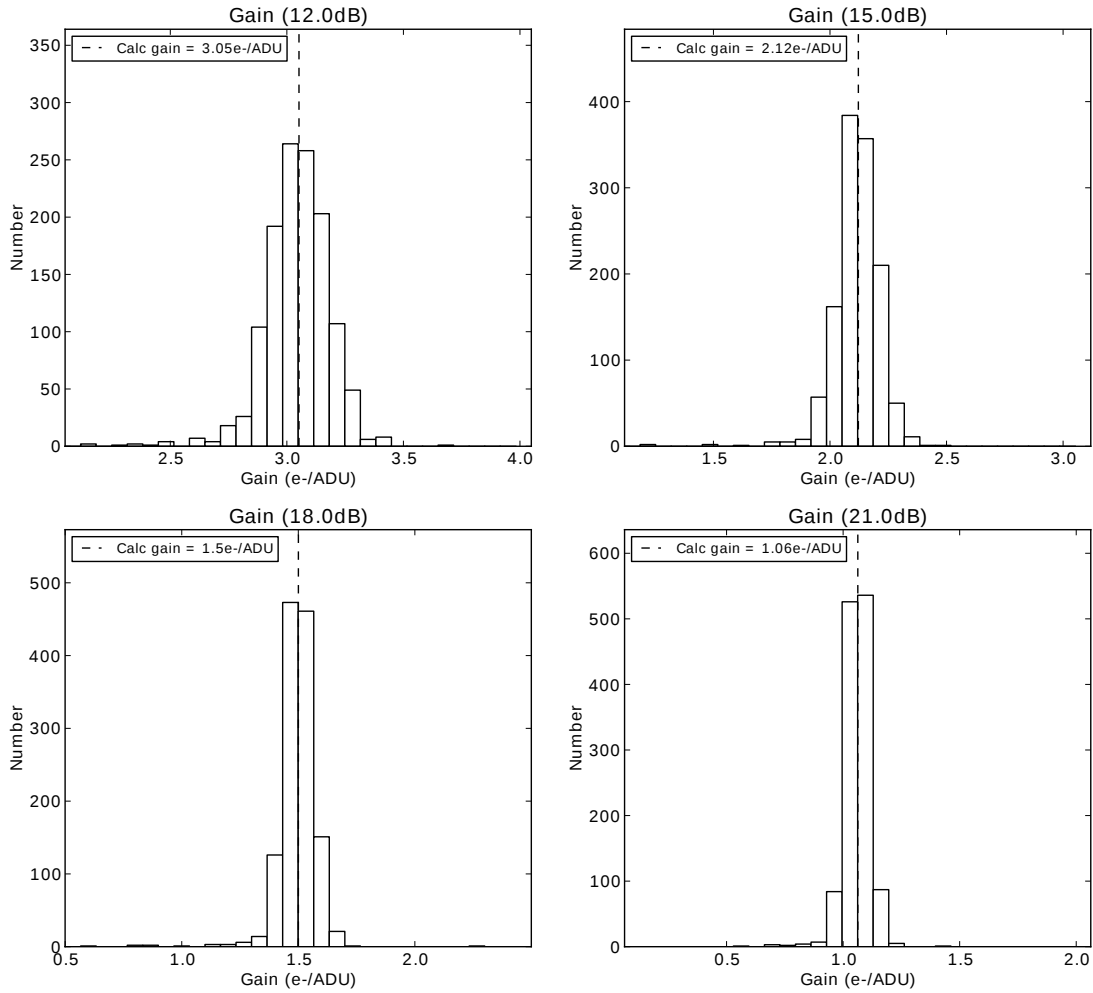 Gain (12.0dB)
Calc gain = 3.05e-/ADU
350
300
250
200
150
100
50
0
Number
2.5 3.0 3.5 4.0
Gain (e-/ADU)
Gain (15.0dB)
Calc gain = 2.12e-/ADU
400
300
200
100
0
Number
1.5 2.0 2.5 3.0
Gain (e-/ADU)
Gain (18.0dB)
Calc gain = 1.5e-/ADU
500
400
300
200
100
0
Number
0.5 1.0 1.5 2.0
Gain (e-/ADU)
Gain (21.0dB)
Calc gain = 1.06e-/ADU
600
500
400
300
200
100
0
Number
0.5 1.0 1.5 2.0
Gain (e-/ADU)